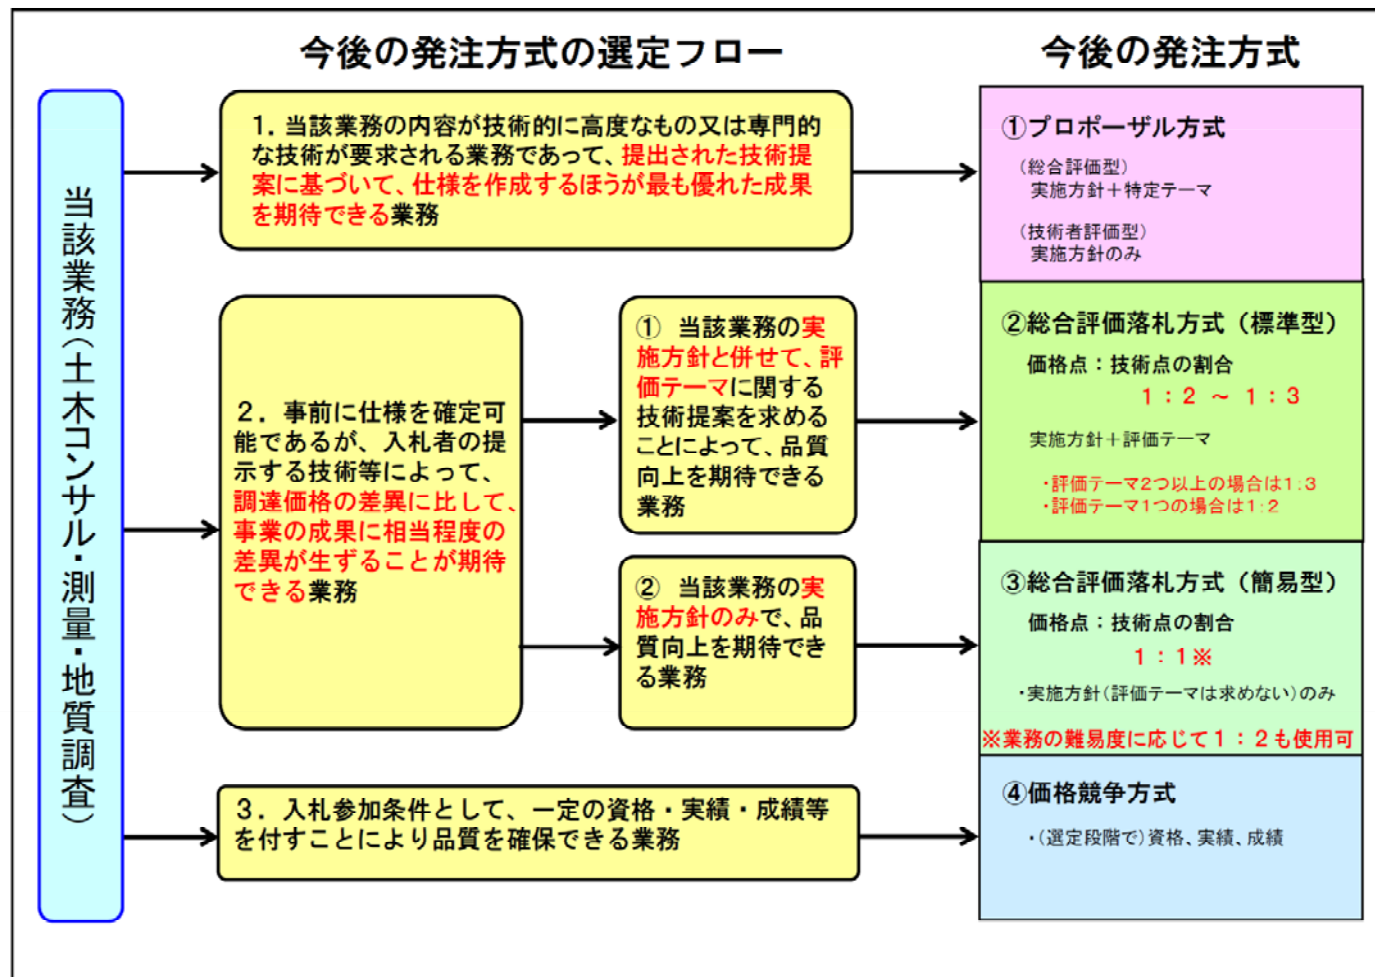 今後の発注方式の選定フロー
今後の発注方式
当該業務(土木コンサル・測量・地質調査)
1. 当該業務の内容が技術的に高度なもの又は専門的
な技術が要求される業務であって、提出された技術提
案に基づいて、仕様を作成するほうが最も優れた成果
を期待できる業務
2. 事前に仕様を確定可
能であるが、入札者の提
示する技術等によって、
調達価格の差異に比して、
事業の成果に相当程度の
差異が生ずることが期待
できる業務
① 当該業務の実
施方針と併せて、評
価テーマに関する
技術提案を求める
ことによって、品質
向上を期待できる
業務
② 当該業務の実
施方針のみで、品
質向上を期待でき
る業務
3. 入札参加条件として、一定の資格・実績・成績等
を付すことにより品質を確保できる業務
①プロポーザル方式
(総合評価型)
実施方針+特定テーマ
(技術者評価型)
実施方針のみ
②総合評価落札方式(標準型)
価格点:技術点の割合
1:2 ~ 1:3
実施方針+評価テーマ
・評価テーマ2つ以上の場合は1:3
・評価テーマ1つの場合は1:2
③総合評価落札方式(簡易型)
価格点:技術点の割合
1:1※
・実施方針(評価テーマは求めない)のみ
※業務の難易度に応じて1:2も使用可
④価格競争方式
・(選定段階で)資格、実績、成績